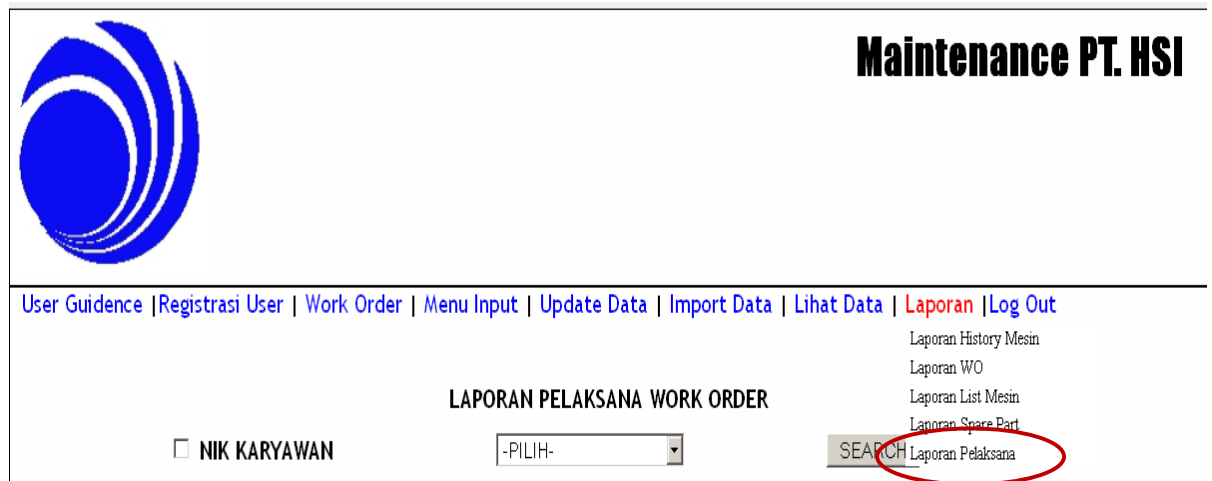 Maintenance PT. HSI
User Guidence |Registrasi User | Work Order | Menu Input | Update Data | Import Data | Lihat Data | Laporan |Log Out
Laporan History Mesin
Laporan WO
LAPORAN PELAKSANA WORK ORDER
Laporan List Mesin
Laporan Spare Part
NIK KARYAWAN
-PILIH-
SEARCH
Laporan Pelaksana